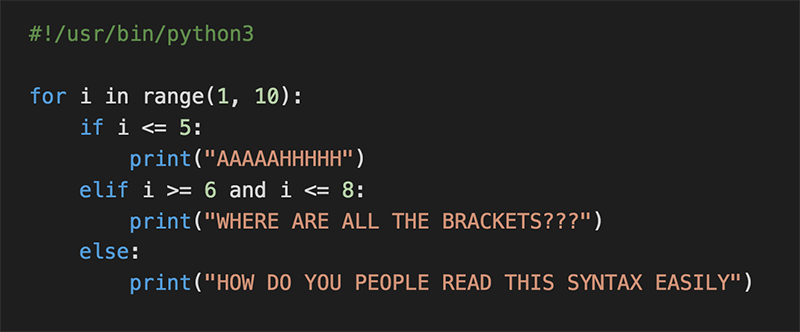 #!/usr/bin/python3
for i in range(1, 10):
    if i <= 5:
        print("AAAAAHHHHH")
    elif i >= 6 and i <= 8:
        print("WHERE ARE ALL THE BRACKETS???")
    else:
        print("HOW DO YOU PEOPLE READ THIS SYNTAX EASILY")